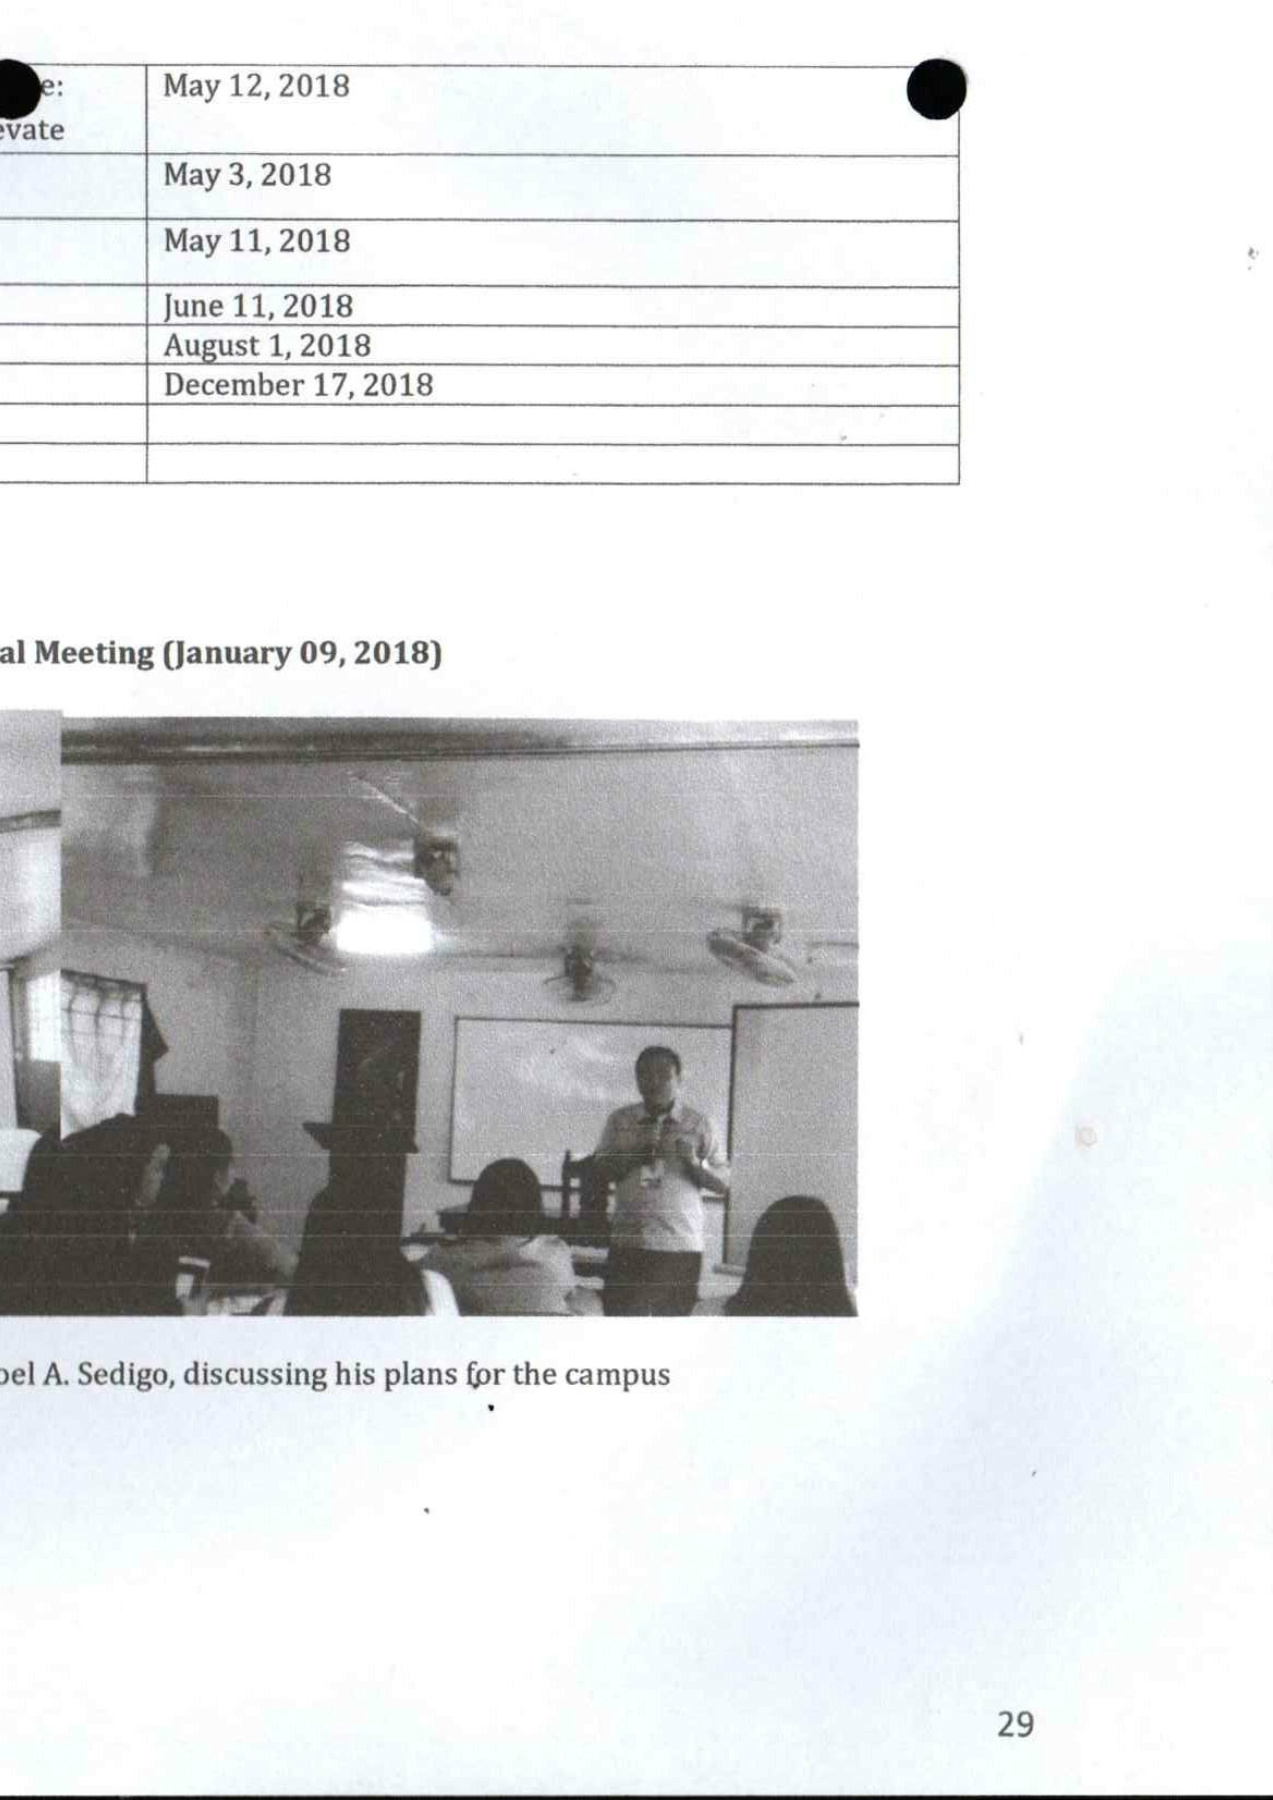 e: May 12, 2018
evate
May 3, 2018
May 11, 2018
June 11, 2018
August 1, 2018
December 17, 2018
al Meeting (January 09, 2018)
oel A. Sedigo, discussing his plans for the campus
29